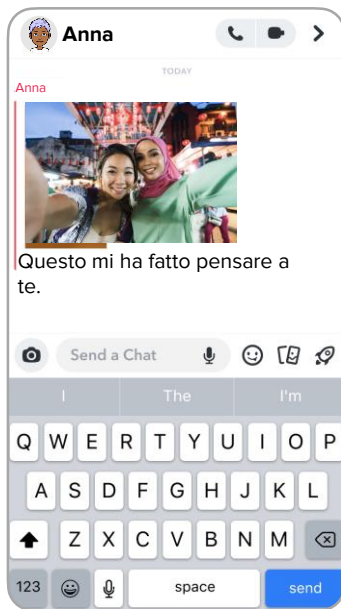 Anna
TODAY
Anna
Questo mi ha fatto pensare a
te.
Send a Chat
I The I'm
Q W E R T Y U I O P
A S D F G H J K L
Z X C V B N M
123 space send